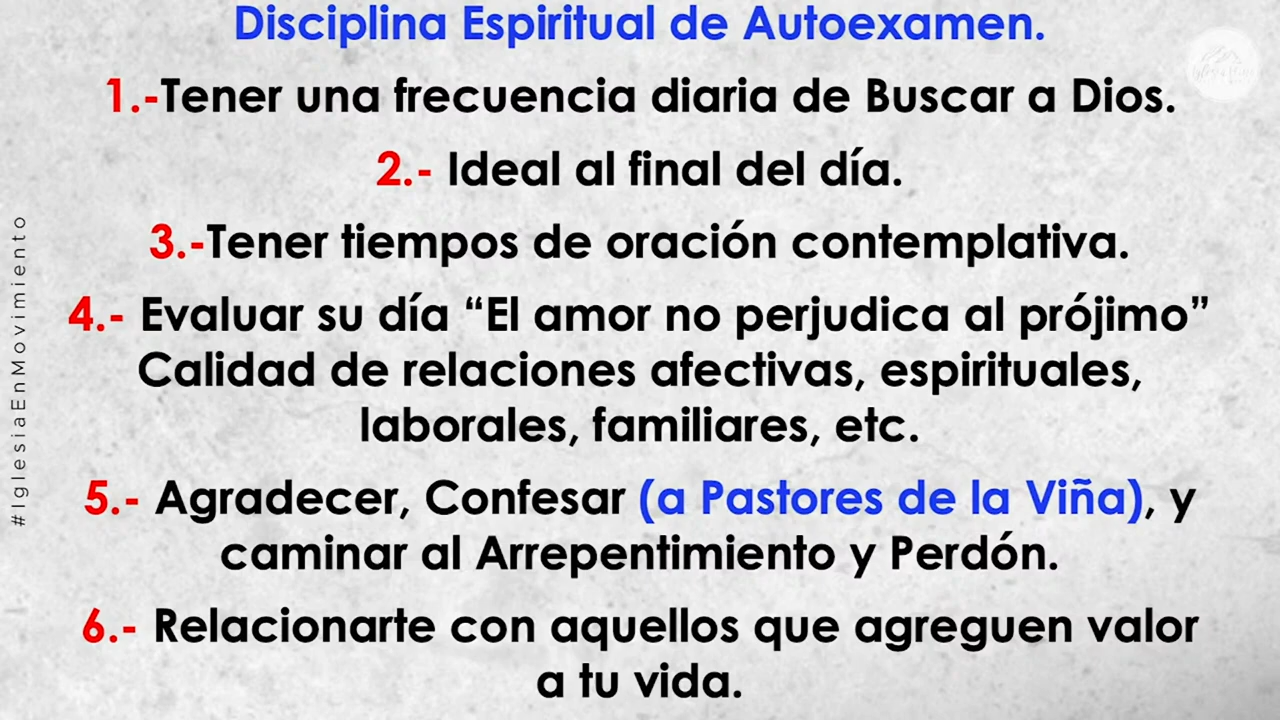 Disciplina Espiritual de Autoexamen.
1.-Tener una frecuencia diaria de Buscar a Dios.
2.- Ideal al final del día.
3.-Tener tiempos de oración contemplativa.
4.- Evaluar su día “El amor no perjudica al prójimo”
Calidad de relaciones afectivas, espirituales,
laborales, familiares, etc.
5.- Agradecer, Confesar (a Pastores de la Viña), y
caminar al Arrepentimiento y Perdón.
6.- Relacionarte con aquellos que agreguen valor
a tu vida.
#IglesiaEnMovimiento